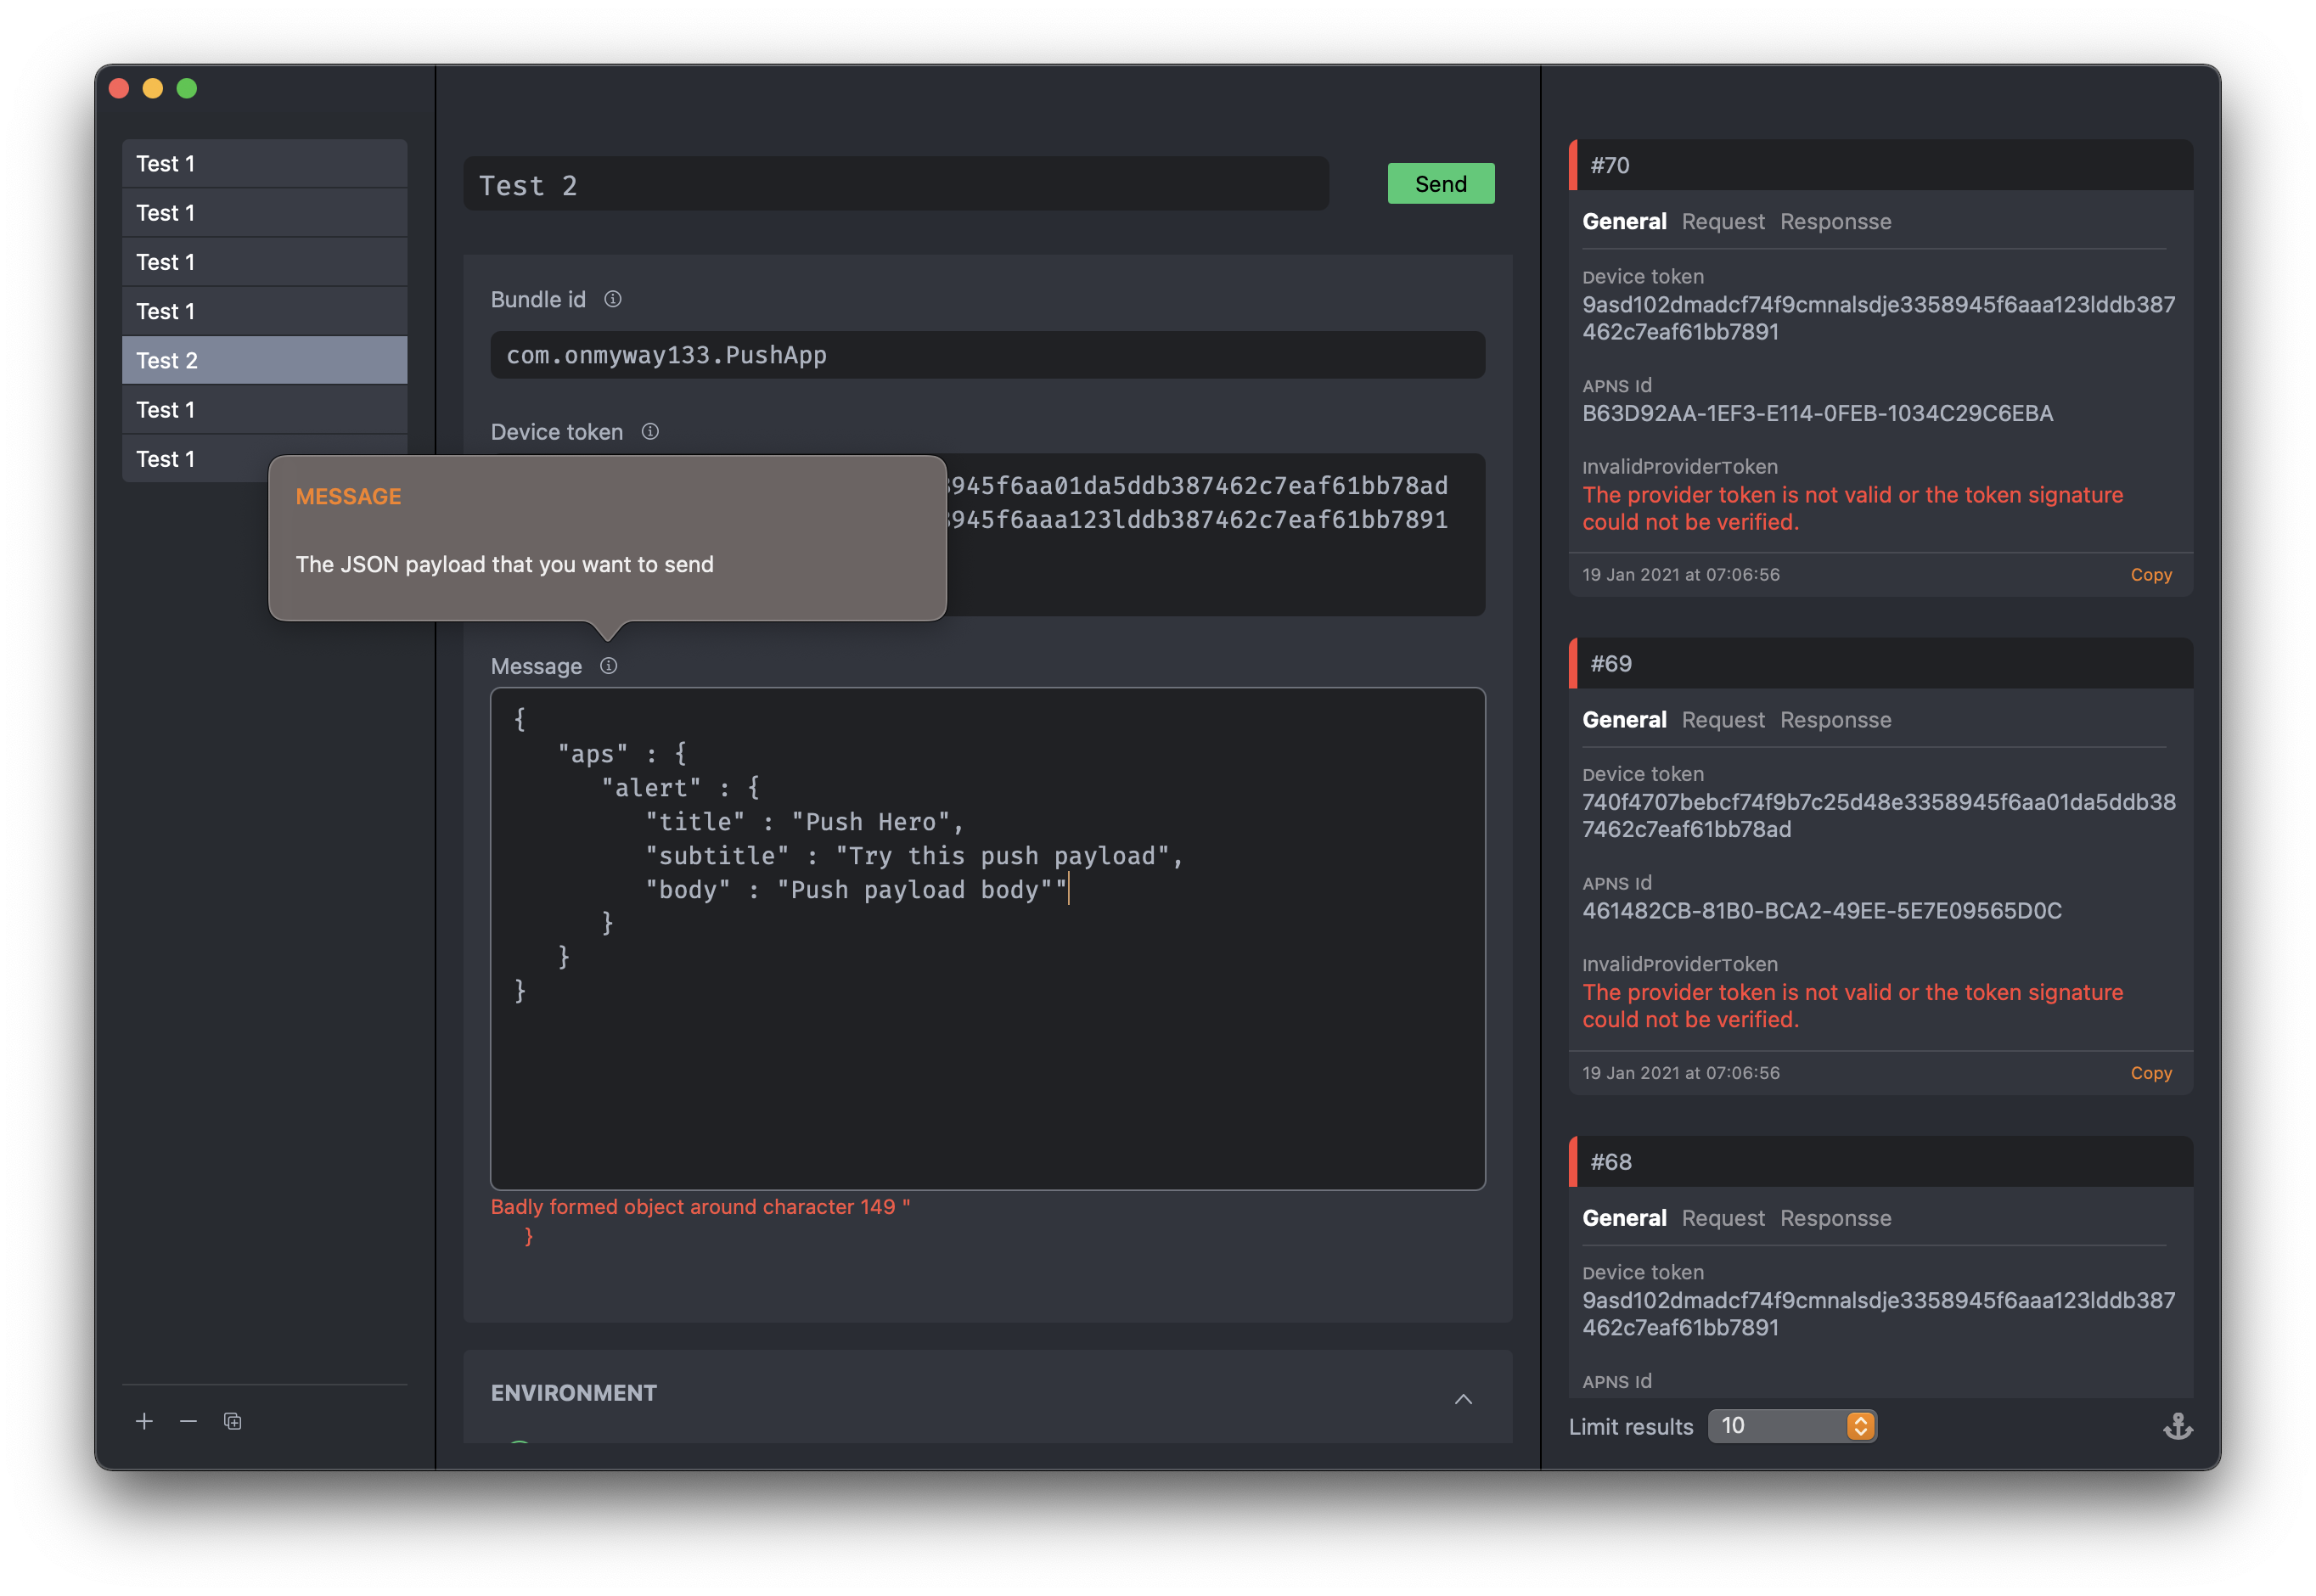 Test 1
Test 1
Test 1
Test 1
Test 2
Test 1
Test 1
Test 2
Send
Bundle id
com.onmyway133.PushApp
Device token
945f6aa01da5ddb387462c7eaf61bb78ad
945f6aaa123lddb387462c7eaf61bb7891
MESSAGE
The JSON payload that you want to send
Message
{
   "aps" : {
      "alert" : {
         "title" : "Push Hero",
         "subtitle" : "Try this push payload",
         "body" : "Push payload body""
      }
   }
}
Badly formed object around character 149 "
}
ENVIRONMENT
#70
General Request Responsse
Device token
9asd102dmadcf74f9cmnalsdje3358945f6aaa123lddb387
462c7eaf61bb7891
APNS Id
B63D92AA-1EF3-E114-0FEB-1034C29C6EBA
InvalidProviderToken
The provider token is not valid or the token signature
could not be verified.
19 Jan 2021 at 07:06:56 Copy
#69
General Request Responsse
Device token
740f4707bebcf74f9b7c25d48e3358945f6aa01da5ddb38
7462c7eaf61bb78ad
APNS Id
461482CB-81B0-BCA2-49EE-5E7E09565D0C
InvalidProviderToken
The provider token is not valid or the token signature
could not be verified.
19 Jan 2021 at 07:06:56 Copy
#68
General Request Responsse
Device token
9asd102dmadcf74f9cmnalsdje3358945f6aaa123lddb387
462c7eaf61bb7891
APNS Id
Limit results 10